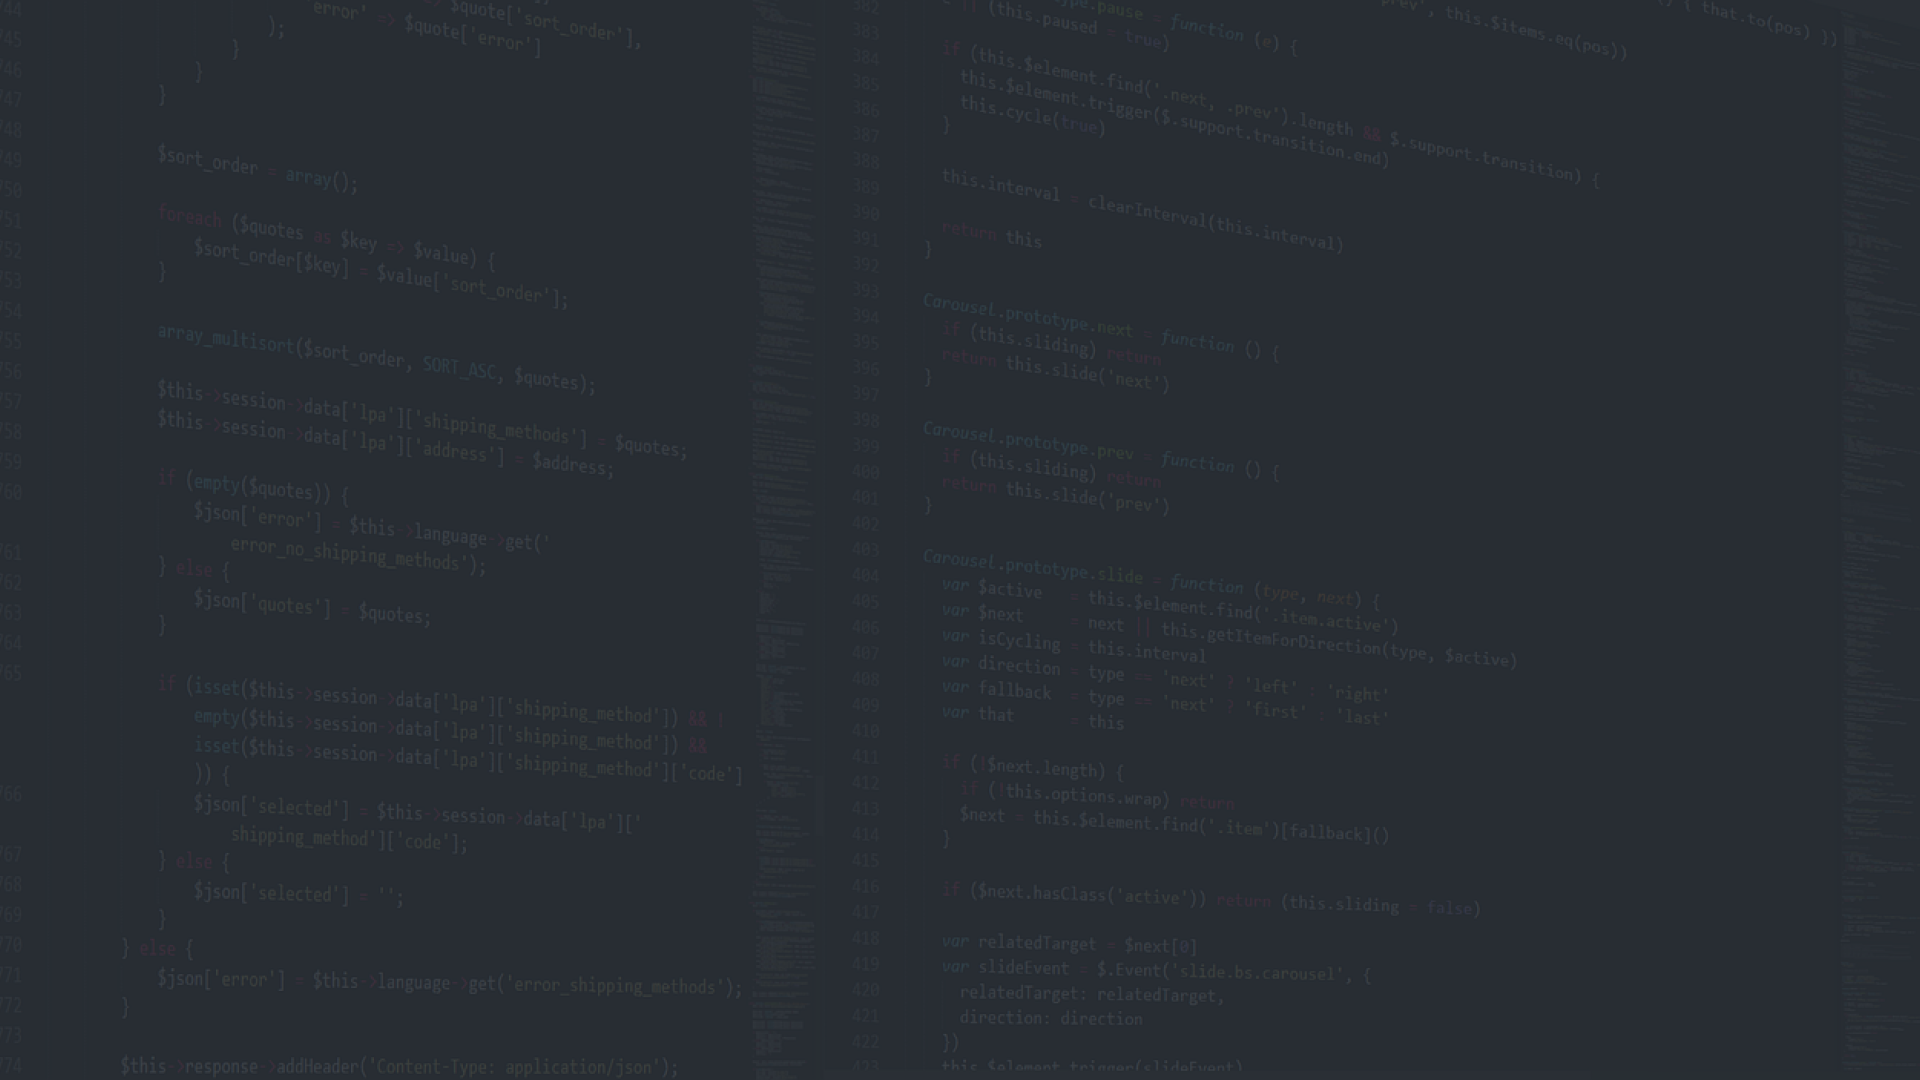 744
745
746
747
748
749
750
751
752
753
754
755
756
757
758
759
760
761
762
763
764
765
766
767
768
769
770
771
772
773
774
$quote['sort_order'],
'error' => $quote['error']
);
}
}
}
$sort_order = array();
foreach ($quotes as $key => $value) {
$sort_order[$key] = $value['sort_order'];
}
array_multisort($sort_order, SORT_ASC, $quotes);
$this->session->data['lpa']['shipping_methods'] = $quotes;
$this->session->data['lpa']['address'] = $address;
if (empty($quotes)) {
$json['error'] = $this->language->get('
error_no_shipping_methods');
} else {
$json['quotes'] = $quotes;
}
if (isset($this->session->data['lpa']['shipping_method']) && !
empty($this->session->data['lpa']['shipping_method']) &&
isset($this->session->data['lpa']['shipping_method']['code']
)) {
$json['selected'] = $this->session->data['lpa']['
shipping_method']['code'];
} else {
$json['selected'] = '';
}
} else {
$json['error'] = $this->language->get('error_shipping_methods');
}
$this->response->addHeader('Content-Type: application/json');
382
383
384
385
386
387
388
389
390
391
392
393
394
395
396
397
398
399
400
401
402
403
404
405
406
407
408
409
410
411
412
413
414
415
416
417
418
419
420
421
422
423
', this.$items.eq(pos))
{ that.to(pos) })
.pause = function (e) {
|| (this.paused = true)
if (this.$element.find('.next, .prev').length && $.support.transition) {
this.$element.trigger($.support.transition.end)
this.cycle(true)
}
this.interval = clearInterval(this.interval)
return this
}
Carousel.prototype.next = function () {
if (this.sliding) return
return this.slide('next')
}
Carousel.prototype.prev = function () {
if (this.sliding) return
return this.slide('prev')
}
Carousel.prototype.slide = function (type, next) {
var $active = this.$element.find('.item.active')
var $next = next || this.getItemForDirection(type, $active)
var isCycling = this.interval
var direction = type == 'next' ? 'left' : 'right'
var fallback = type == 'next' ? 'first' : 'last'
var that = this
if (!$next.length) {
if (!this.options.wrap) return
$next = this.$element.find('.item')[fallback]()
}
if ($next.hasClass('active')) return (this.sliding = false)
var relatedTarget = $next[0]
var slideEvent = $.Event('slide.bs.carousel', {
relatedTarget: relatedTarget,
direction: direction
})
this.$element.trigger(slideEvent)